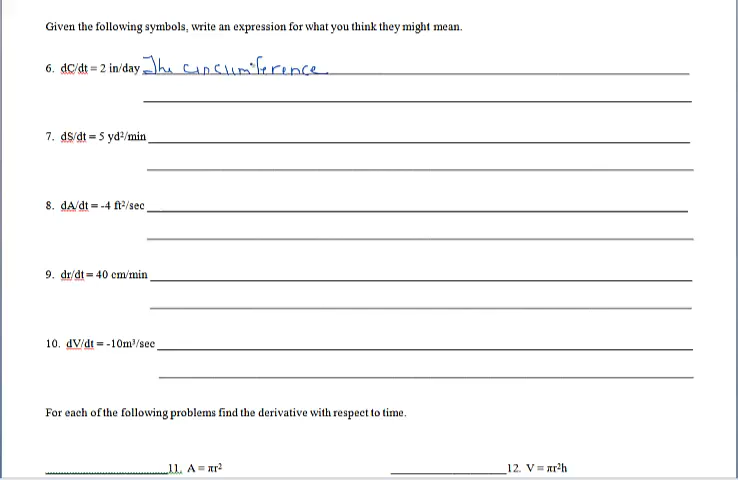 Given the following symbols, write an expression for what you think they might mean.
6. dC/dt = 2 in/day The circumference
7. dS/dt = 5 yd²/min
8. dA/dt = -4 ft²/sec
9. dr/dt = 40 cm/min
10. dV/dt = -10m³/sec
For each of the following problems find the derivative with respect to time.
11. A = πr² 12. V = πr²h